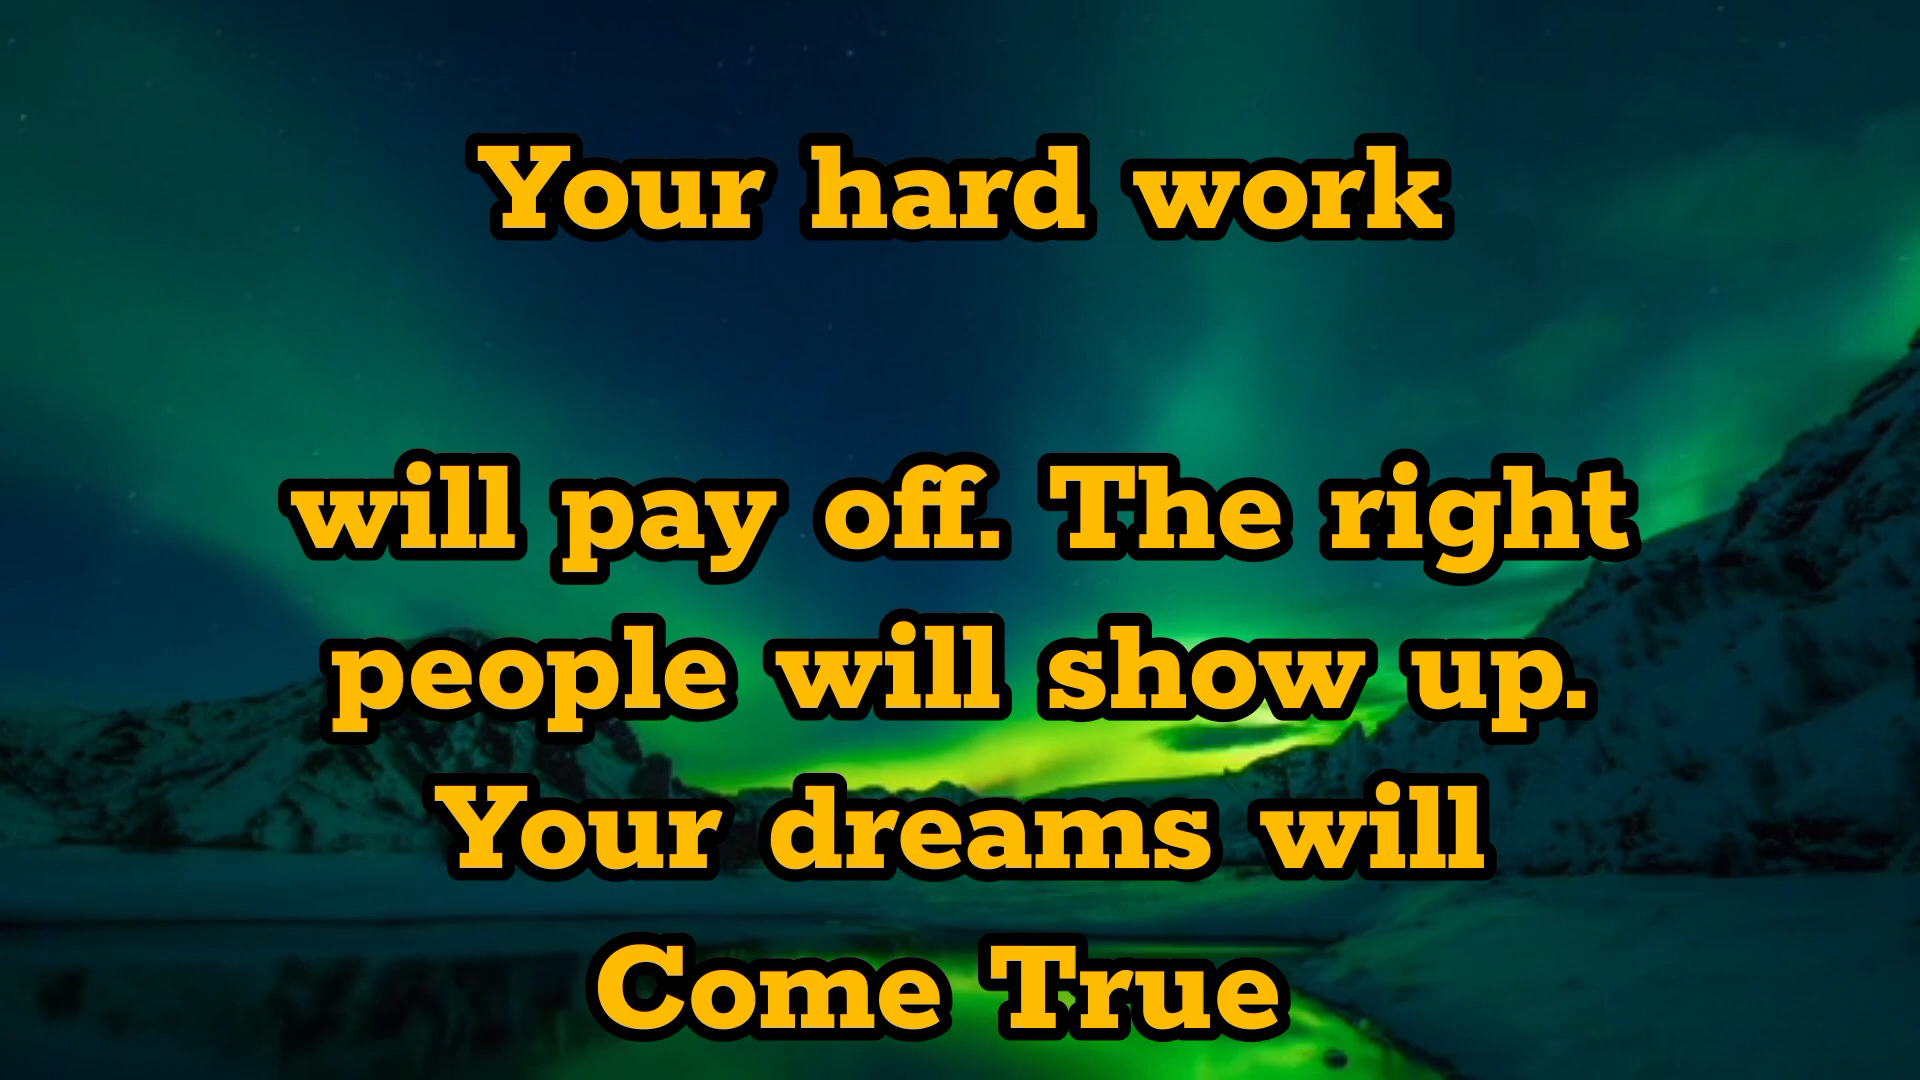 Your hard work
will pay off. The right
people will show up.
Your dreams will
Come True